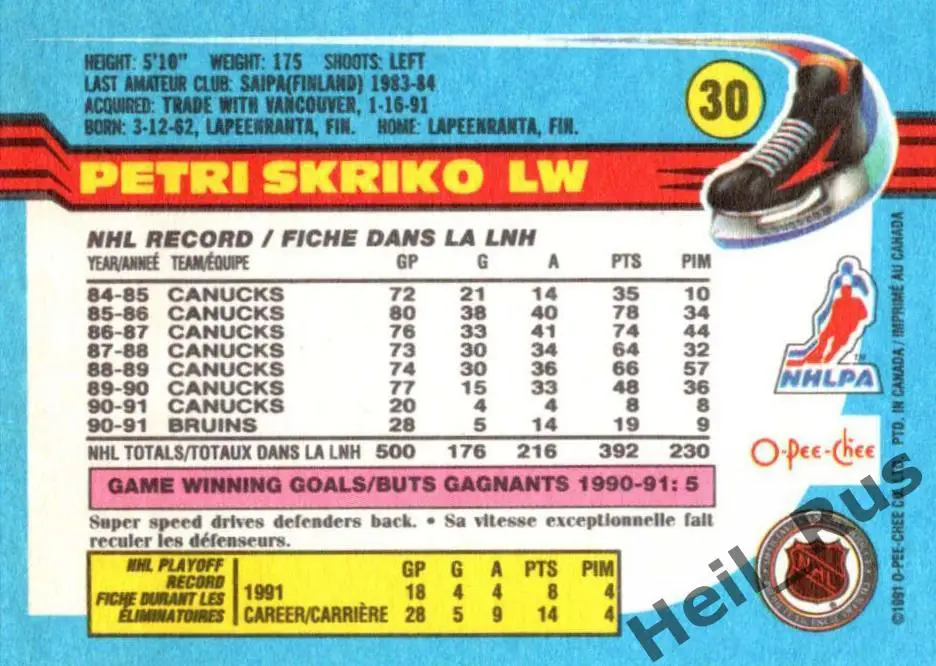 HEIGHT: 5'10" WEIGHT: 175 SHOOTS: LEFT
LAST AMATEUR CLUB: SAIPA(FINLAND) 1983-84
ACQUIRED: TRADE WITH VANCOUVER, 1-16-91
BORN: 3-12-62, LAPEENRANTA, FIN. HOME: LAPEENRANTA, FIN.
30
PETRI SKRIKO LW
NHL RECORD / FICHE DANS LA LNH
YEAR/ANNEÉ TEAM/ÉQUIPE GP G A PTS PIM
84-85 CANUCKS 72 21 14 35 10
85-86 CANUCKS 80 38 40 78 34
86-87 CANUCKS 76 33 41 74 44
87-88 CANUCKS 73 30 34 64 32
88-89 CANUCKS 74 30 36 66 57
89-90 CANUCKS 77 15 33 48 36
90-91 CANUCKS 20 4 4 8 8
90-91 BRUINS 28 5 14 19 9
NHL TOTALS/TOTAUX DANS LA LNH 500 176 216 392 230
GAME WINNING GOALS/BUTS GAGNANTS 1990-91: 5
Super speed drives defenders back. • Sa vitesse exceptionnelle fait
reculer les défenseurs.
NHL PLAYOFF
RECORD
FICHE DURANT LES
ÉLIMINATOIRES
GP G A PTS PIM
1991 18 4 4 8 4
CAREER/CARRIÈRE 28 5 9 14 4
NHLPA
TM
O-Pee-Chee
NHL
©1991 O-PEE-CHEE CO. LTD. PTD. IN CANADA / IMPRIMÉ AU CANADA
Heil_Rus